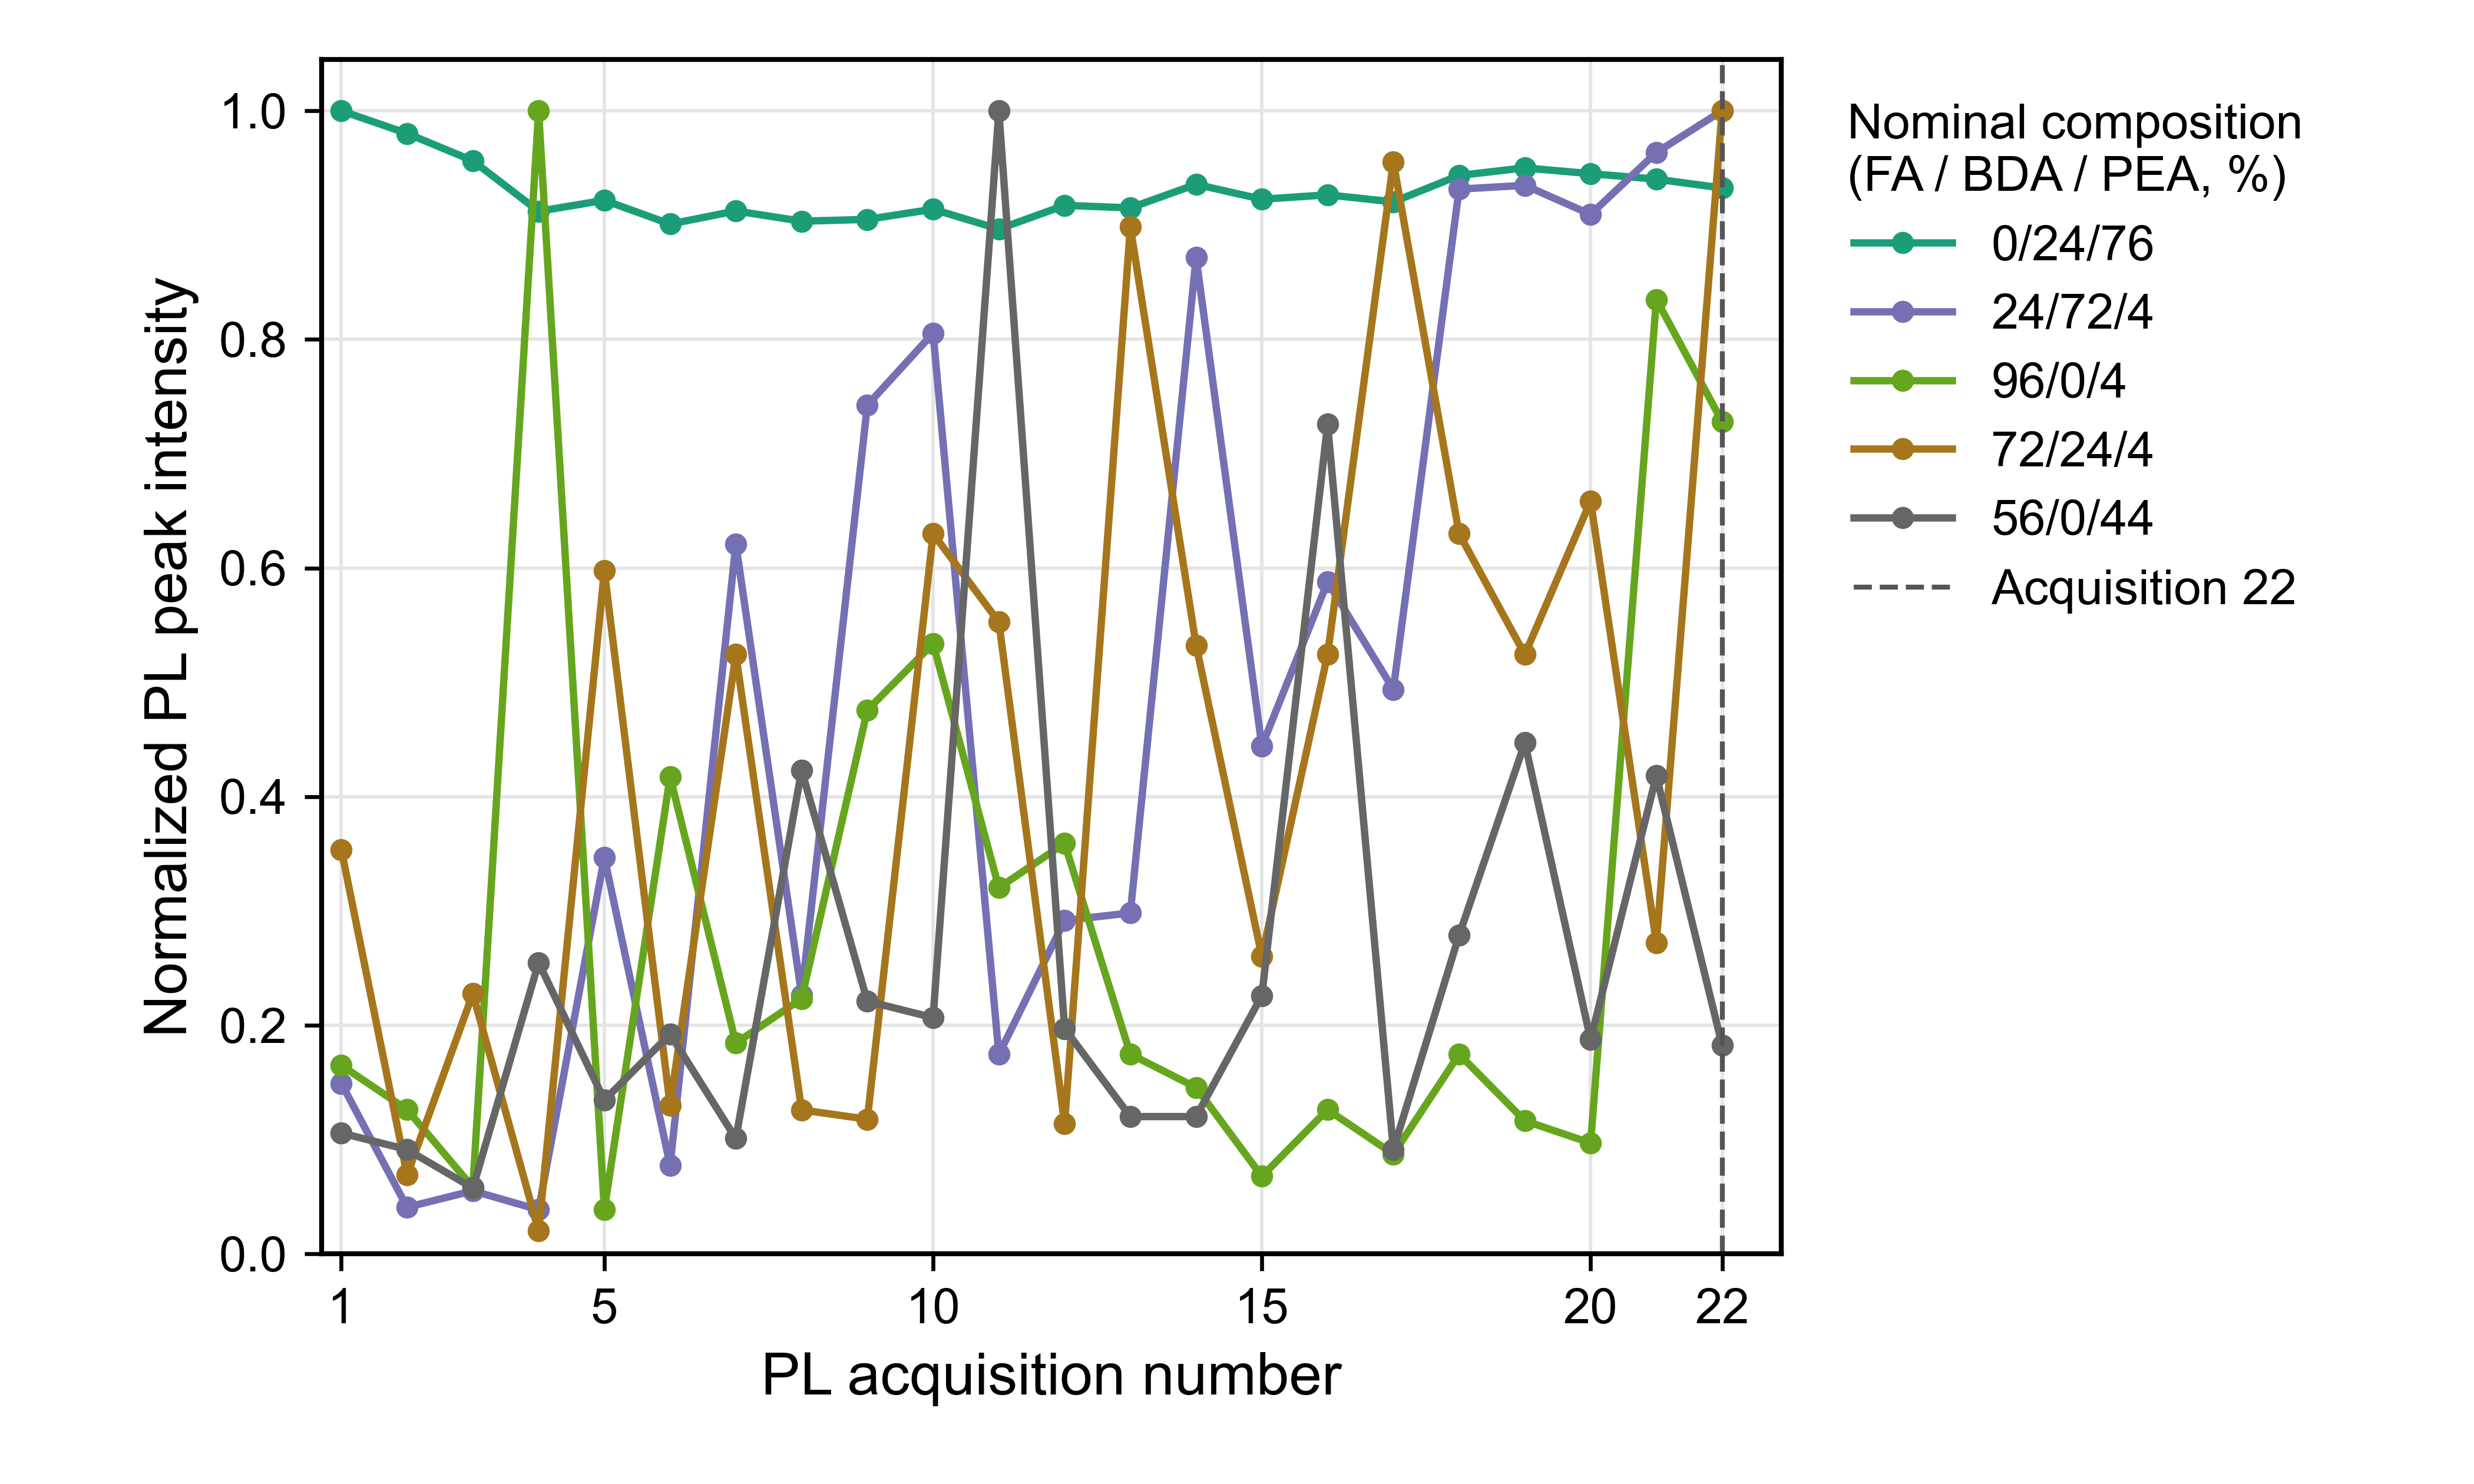 Normalized PL peak intensity
1.0
0.8
0.6
0.4
0.2
0.0
1 5 10 15 20 22
PL acquisition number
Nominal composition
(FA / BDA / PEA, %)
0/24/76
24/72/4
96/0/4
72/24/4
56/0/44
Acquisition 22